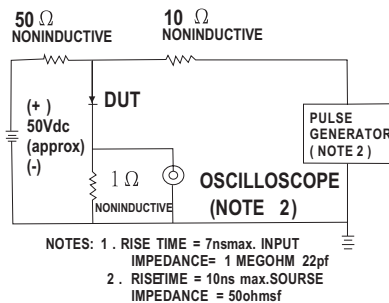 50 Ω
NONINDUCTIVE
10 Ω
NONINDUCTIVE
(+)
50Vdc
(approx)
(-)
DUT
PULSE
GENERATOR
( NOTE 2 )
1 Ω
NONINDUCTIVE
OSCILLOSCOPE
(NOTE 2)
NOTES: 1 . RISE TIME = 7nsmax. INPUT
IMPEDANCE= 1 MEGOHM 22pf
2 . RISETIME = 10ns max.SOURSE
IMPEDANCE = 50ohmsf